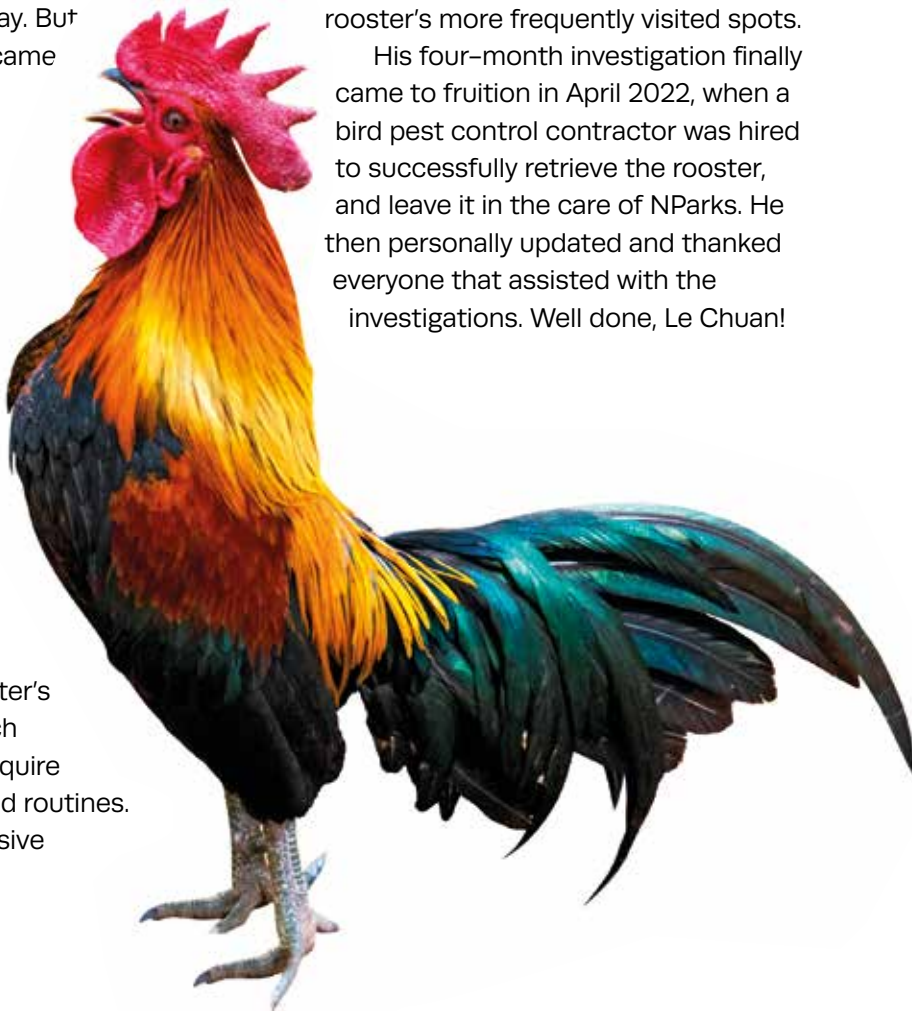 ay. But
came
ter's
ch
quire
d routines.
sive
rooster's more frequently visited spots.
His four-month investigation finally
came to fruition in April 2022, when a
bird pest control contractor was hired
to successfully retrieve the rooster,
and leave it in the care of NParks. He
then personally updated and thanked
everyone that assisted with the
investigations. Well done, Le Chuan!